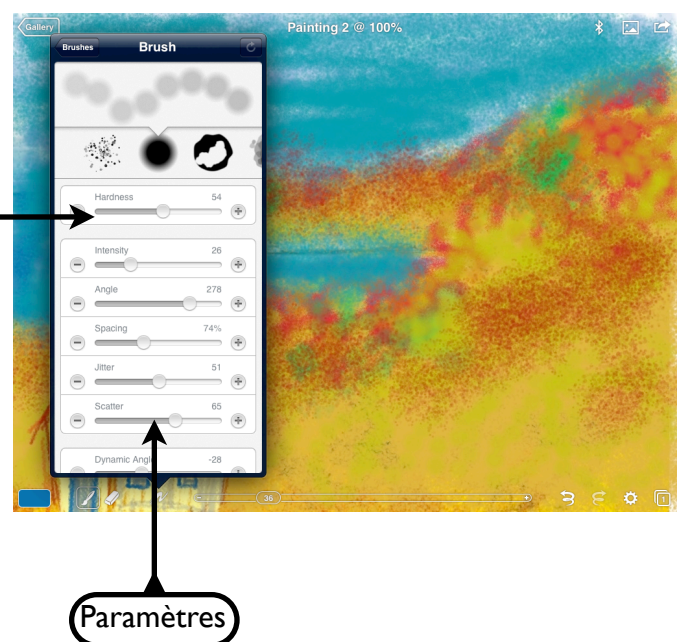 Gallery
Painting 2 @ 100%
Brushes
Brush
Hardness 54
Intensity 26
Angle 278
Spacing 74%
Jitter 51
Scatter 65
Dynamic Angle -28
36
1
Paramètres